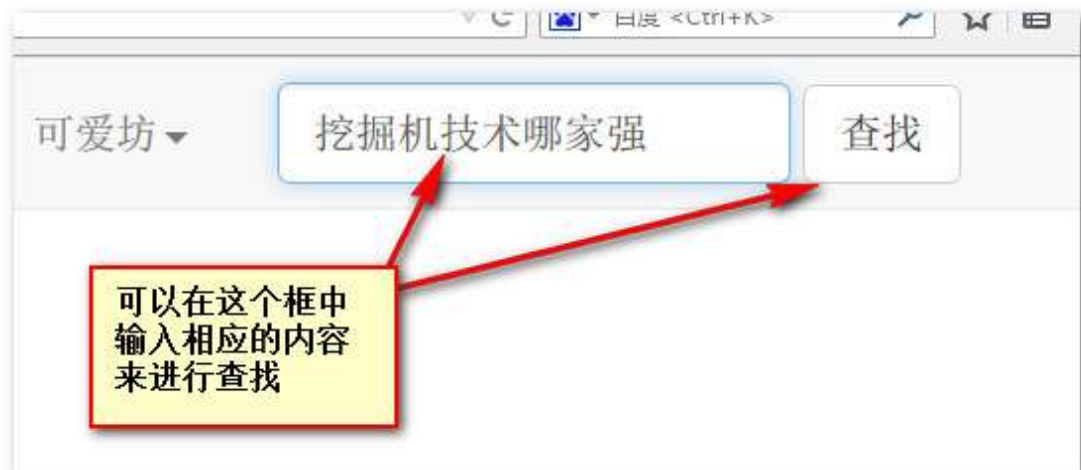 百度 <Ctrl+K>
可爱坊 挖掘机技术哪家强 查找
可以在这个框中
输入相应的内容
来进行查找